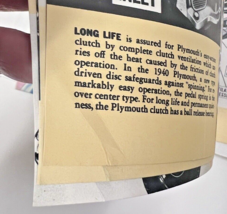 LONG LIFE is assured for Plymouth's
clutch by complete clutch ventilation which
ries off the heat caused by the friction of clutch
operation. In the 1940 Plymouth, a new
driven disc safeguards against "spinning" for
markably easy operation, the pedal spring is
over center type. For long life and permanent
ness, the Plymouth clutch has a ball release bearing